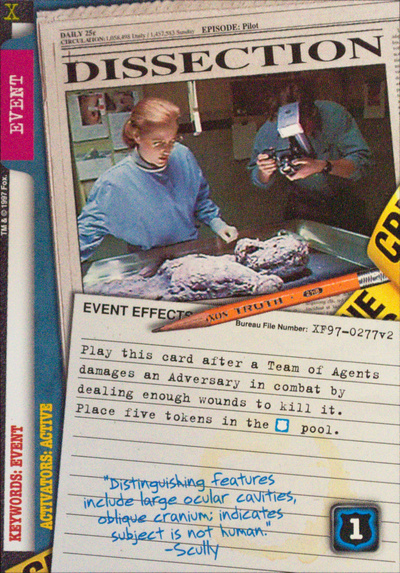 X
DAILY 25¢
EPISODE: Pilot
CIRCULATION: 1,056,898 Daily / 1,457,583 Sunday
DISSECTION
EVENT
TM & © 1997 Fox.
CRI
NE
TRUTH
EVENT EFFECTS
Bureau File Number: XF97-0277v2
Play this card after a Team of Agents
damages an Adversary in combat by
dealing enough wounds to kill it.
Place five tokens in the pool.
KEYWORDS: EVENT
ACTIVATORS: ACTIVE
"Distinguishing features
include large ocular cavities,
oblique cranium; indicates
subject is not human."
-Scully
1